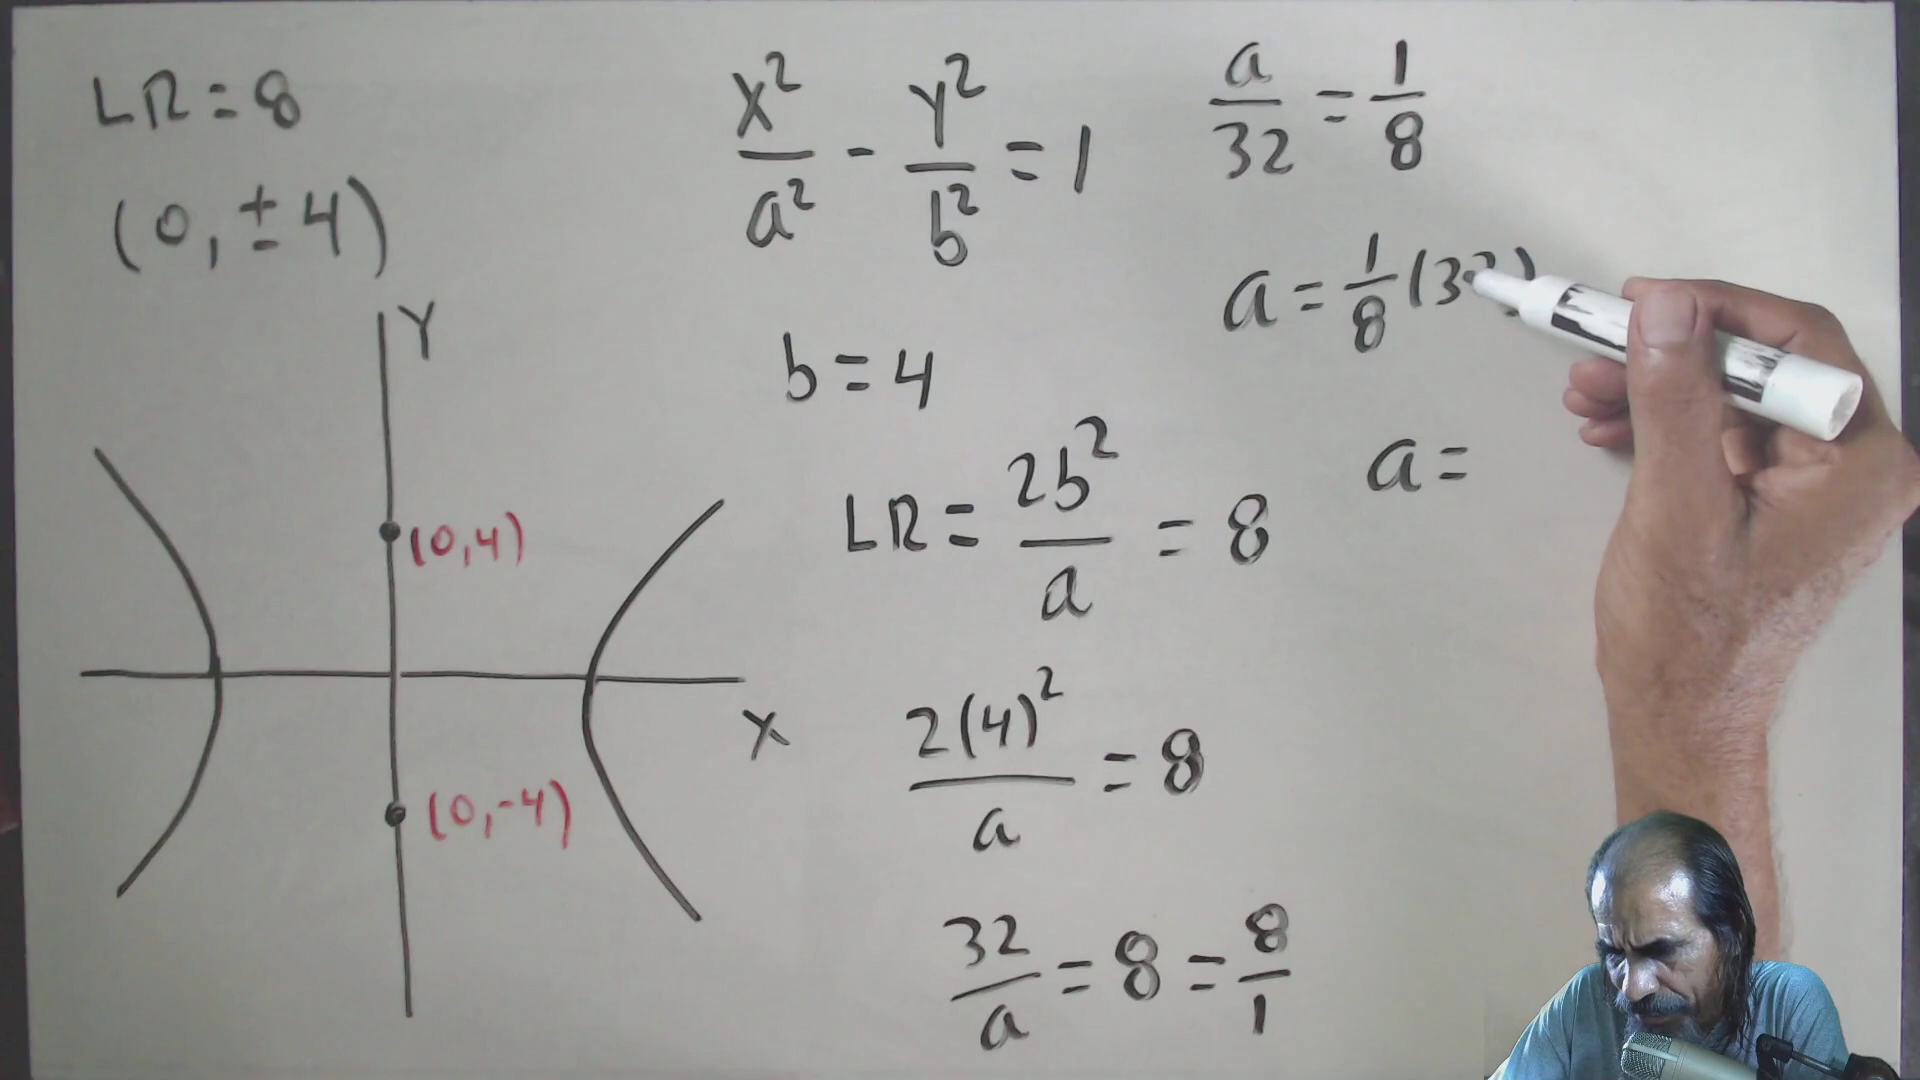 LR = 8
(0, ± 4)
Y
(0,4)
X
(0,-4)
x²/a² - y²/b² = 1
b = 4
LR = 2b²/a = 8
2(4)²/a = 8
32/a = 8 = 8/1
a/32 = 1/8
a = 1/8 (32)
a =